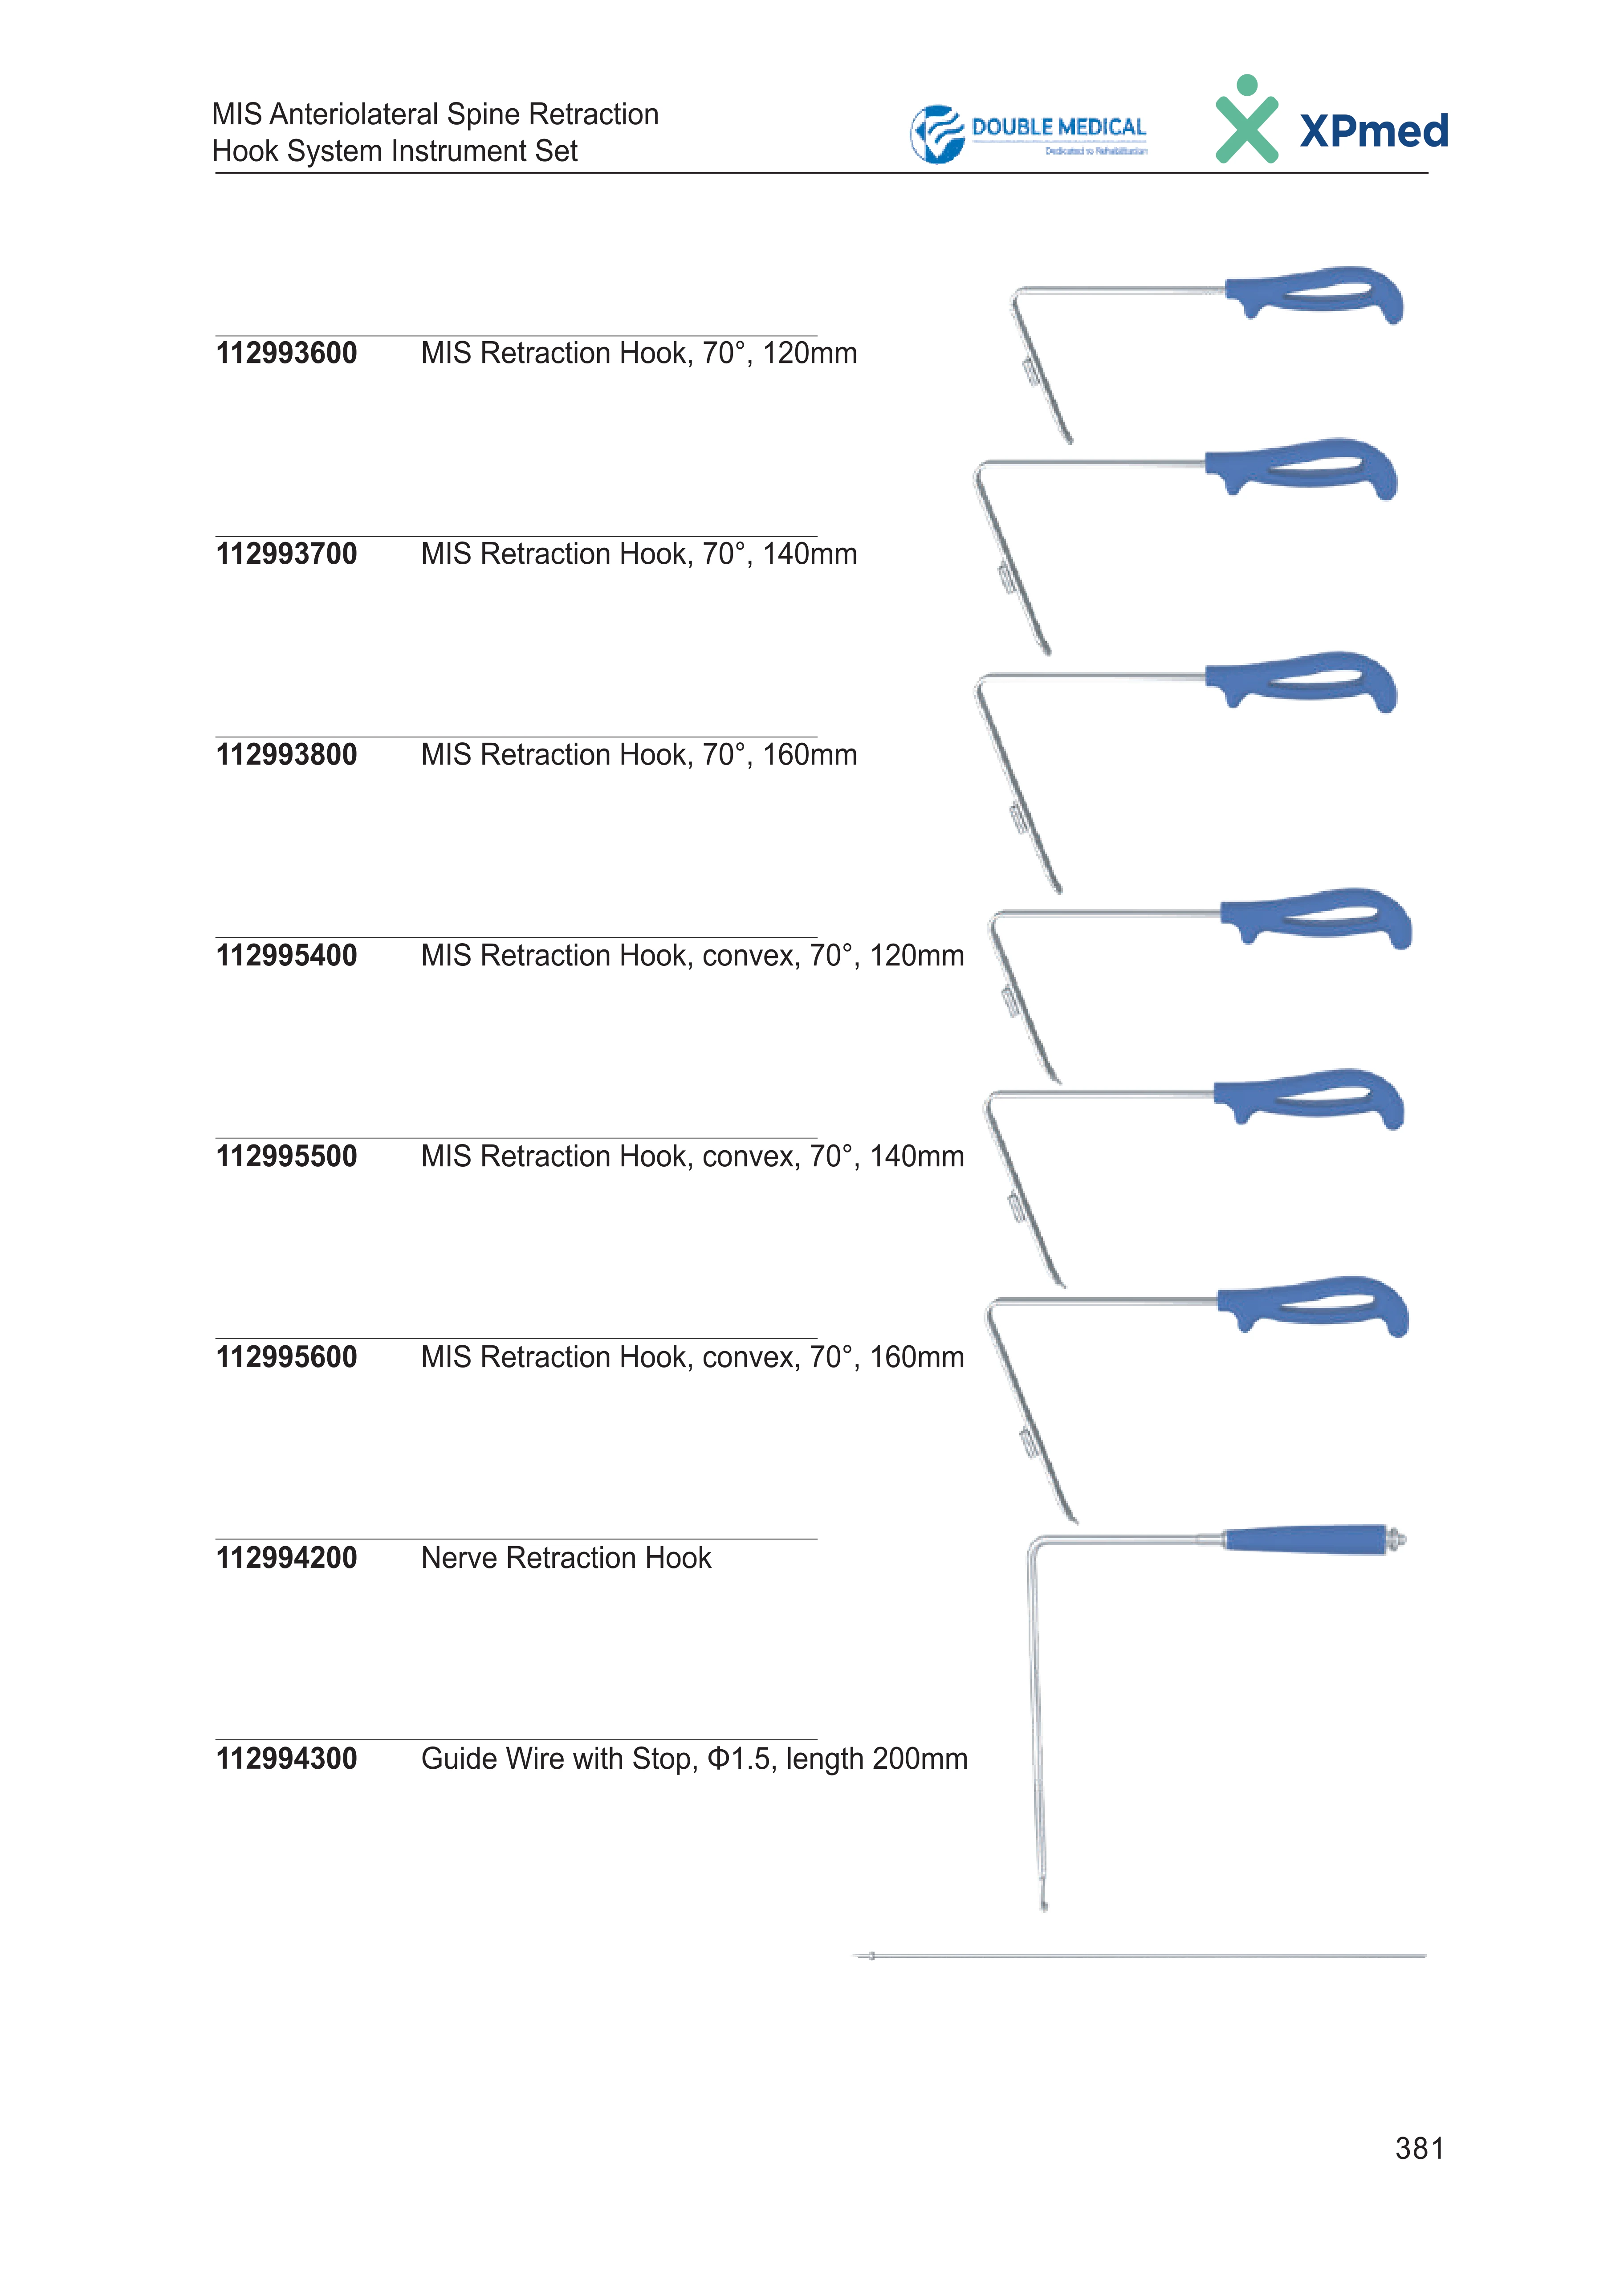 MIS Anteriolateral Spine Retraction
Hook System Instrument Set
DOUBLE MEDICAL
Dedicated to Rehabilitation
XPmed
112993600 MIS Retraction Hook, 70°, 120mm
112993700 MIS Retraction Hook, 70°, 140mm
112993800 MIS Retraction Hook, 70°, 160mm
112995400 MIS Retraction Hook, convex, 70°, 120mm
112995500 MIS Retraction Hook, convex, 70°, 140mm
112995600 MIS Retraction Hook, convex, 70°, 160mm
112994200 Nerve Retraction Hook
112994300 Guide Wire with Stop, Φ1.5, length 200mm
381